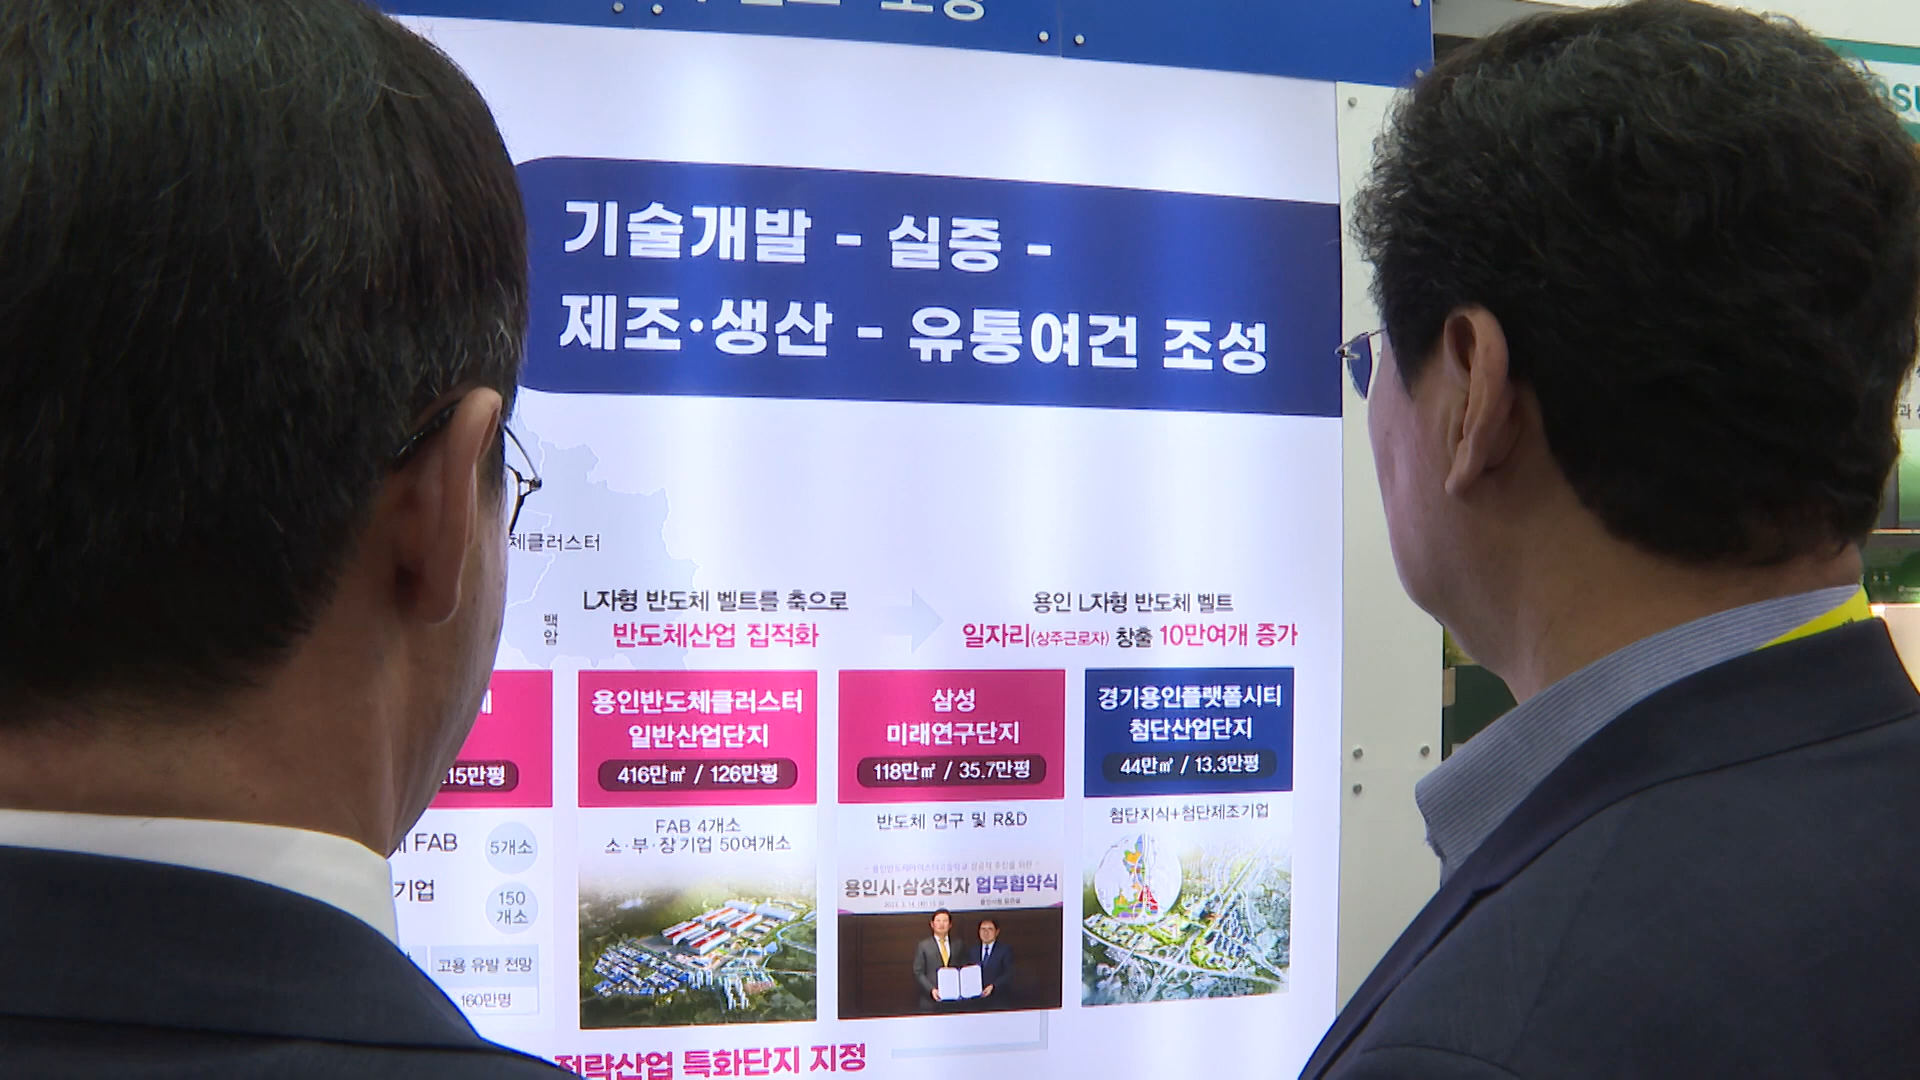 기술개발 - 실증 -
제조·생산 - 유통여건 조성
체클러스터
백암
L자형 반도체 벨트를 축으로
반도체산업 집적화
용인 L자형 반도체 벨트
일자리(상주근로자) 창출 10만여개 증가
15만평
FAB
5개소
기업
150
개소
고용 유발 전망
160만명
용인반도체클러스터
일반산업단지
416만㎡ / 126만평
FAB 4개소
소·부·장기업 50여개소
삼성
미래연구단지
118만㎡ / 35.7만평
반도체 연구 및 R&D
용인시·삼성전자 업무협약식
경기용인플랫폼시티
첨단산업단지
44만㎡ / 13.3만평
첨단지식+첨단제조기업
전략산업 특화단지 지정